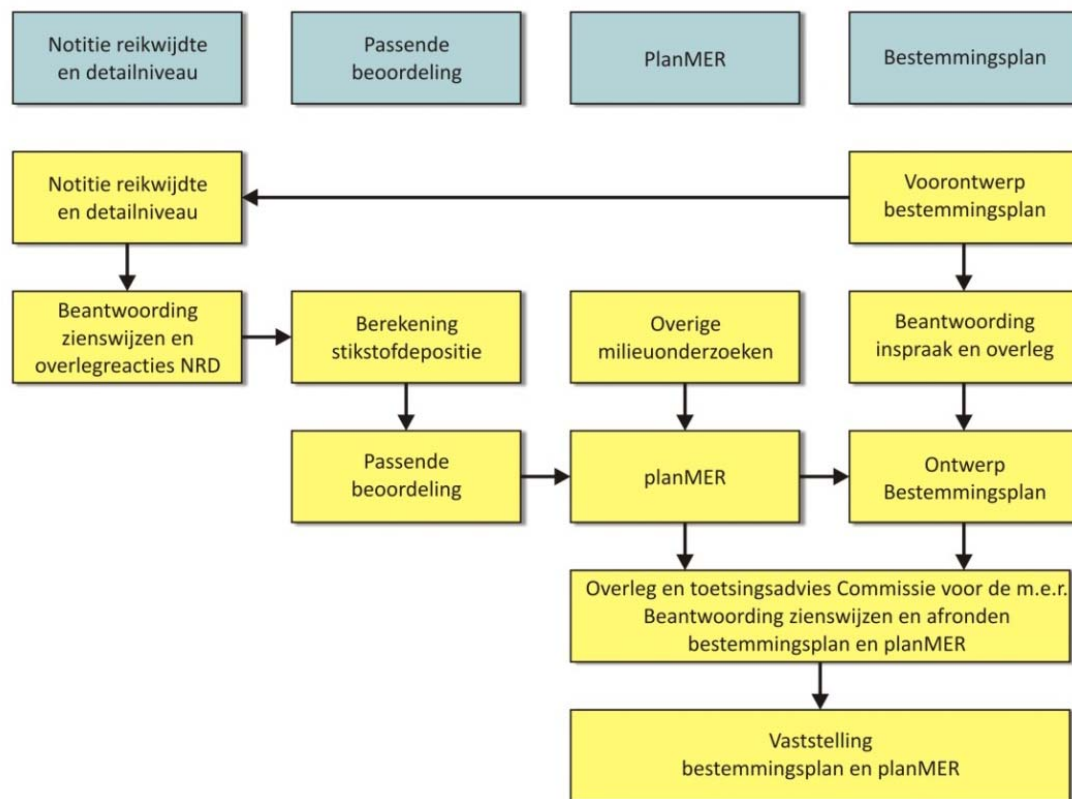 Notitie reikwijdte
en detailniveau
Passende
beoordeling
PlanMER
Bestemmingsplan
Notitie reikwijdte
en detailniveau
Voorontwerp
bestemmingsplan
Beantwoording
zienswijzen en
overlegreacties NRD
Berekening
stikstofdepositie
Overige
milieuonderzoeken
Beantwoording
inspraak en overleg
Passende
beoordeling
planMER
Ontwerp
Bestemmingsplan
Overleg en toetsingsadvies Commissie voor de m.e.r.
Beantwoording zienswijzen en afronden
bestemmingsplan en planMER
Vaststelling
bestemmingsplan en planMER